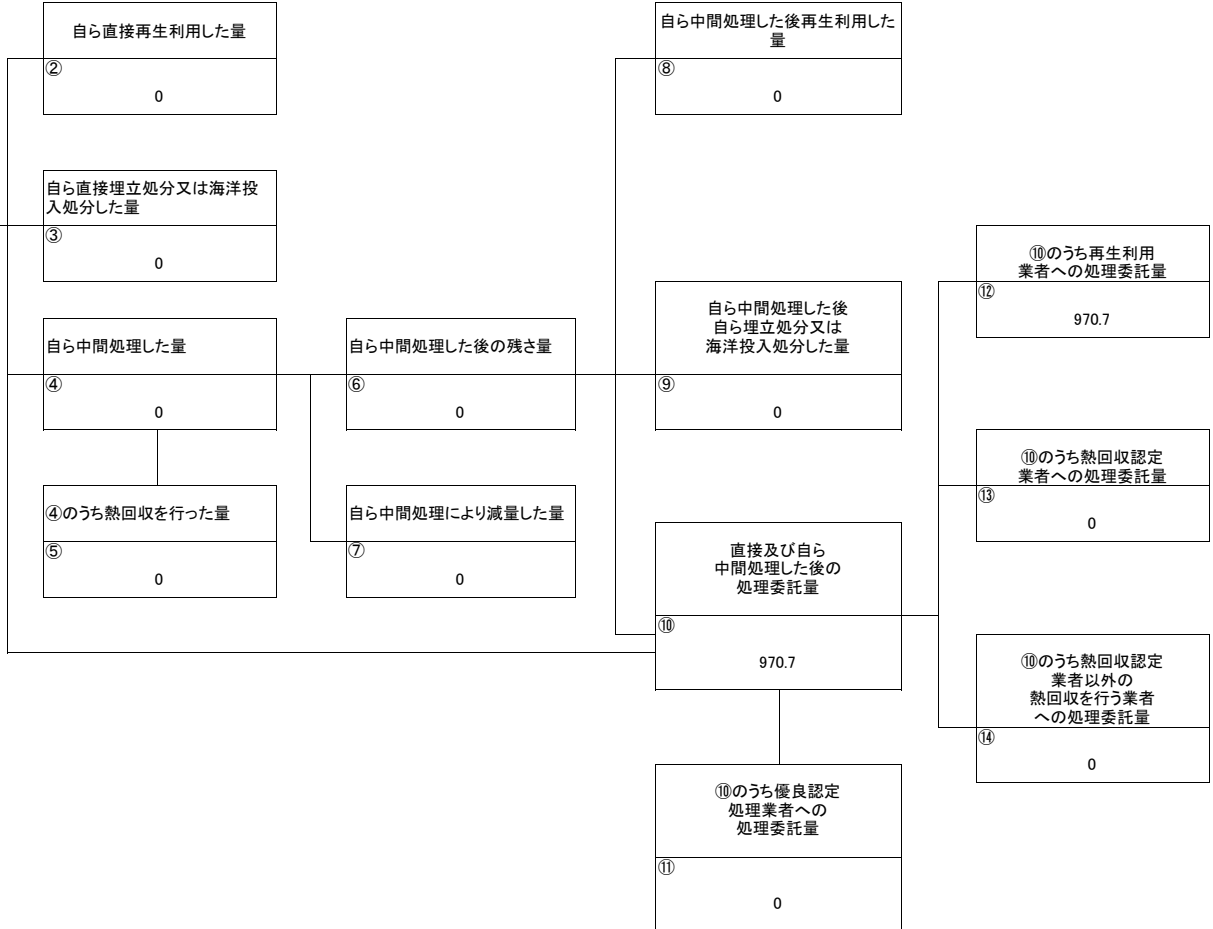 自ら直接再生利用した量
②
0
自ら直接埋立処分又は海洋投
入処分した量
③
0
自ら中間処理した量
④
0
④のうち熱回収を行った量
⑤
0
自ら中間処理した後の残さ量
⑥
0
自ら中間処理により減量した量
⑦
0
自ら中間処理した後再生利用した
量
⑧
0
自ら中間処理した後
自ら埋立処分又は
海洋投入処分した量
⑨
0
直接及び自ら
中間処理した後の
処理委託量
⑩
970.7
⑩のうち優良認定
処理業者への
処理委託量
⑪
0
⑩のうち再生利用
業者への処理委託量
⑫
970.7
⑩のうち熱回収認定
業者への処理委託量
⑬
0
⑩のうち熱回収認定
業者以外の
熱回収を行う業者
への処理委託量
⑭
0